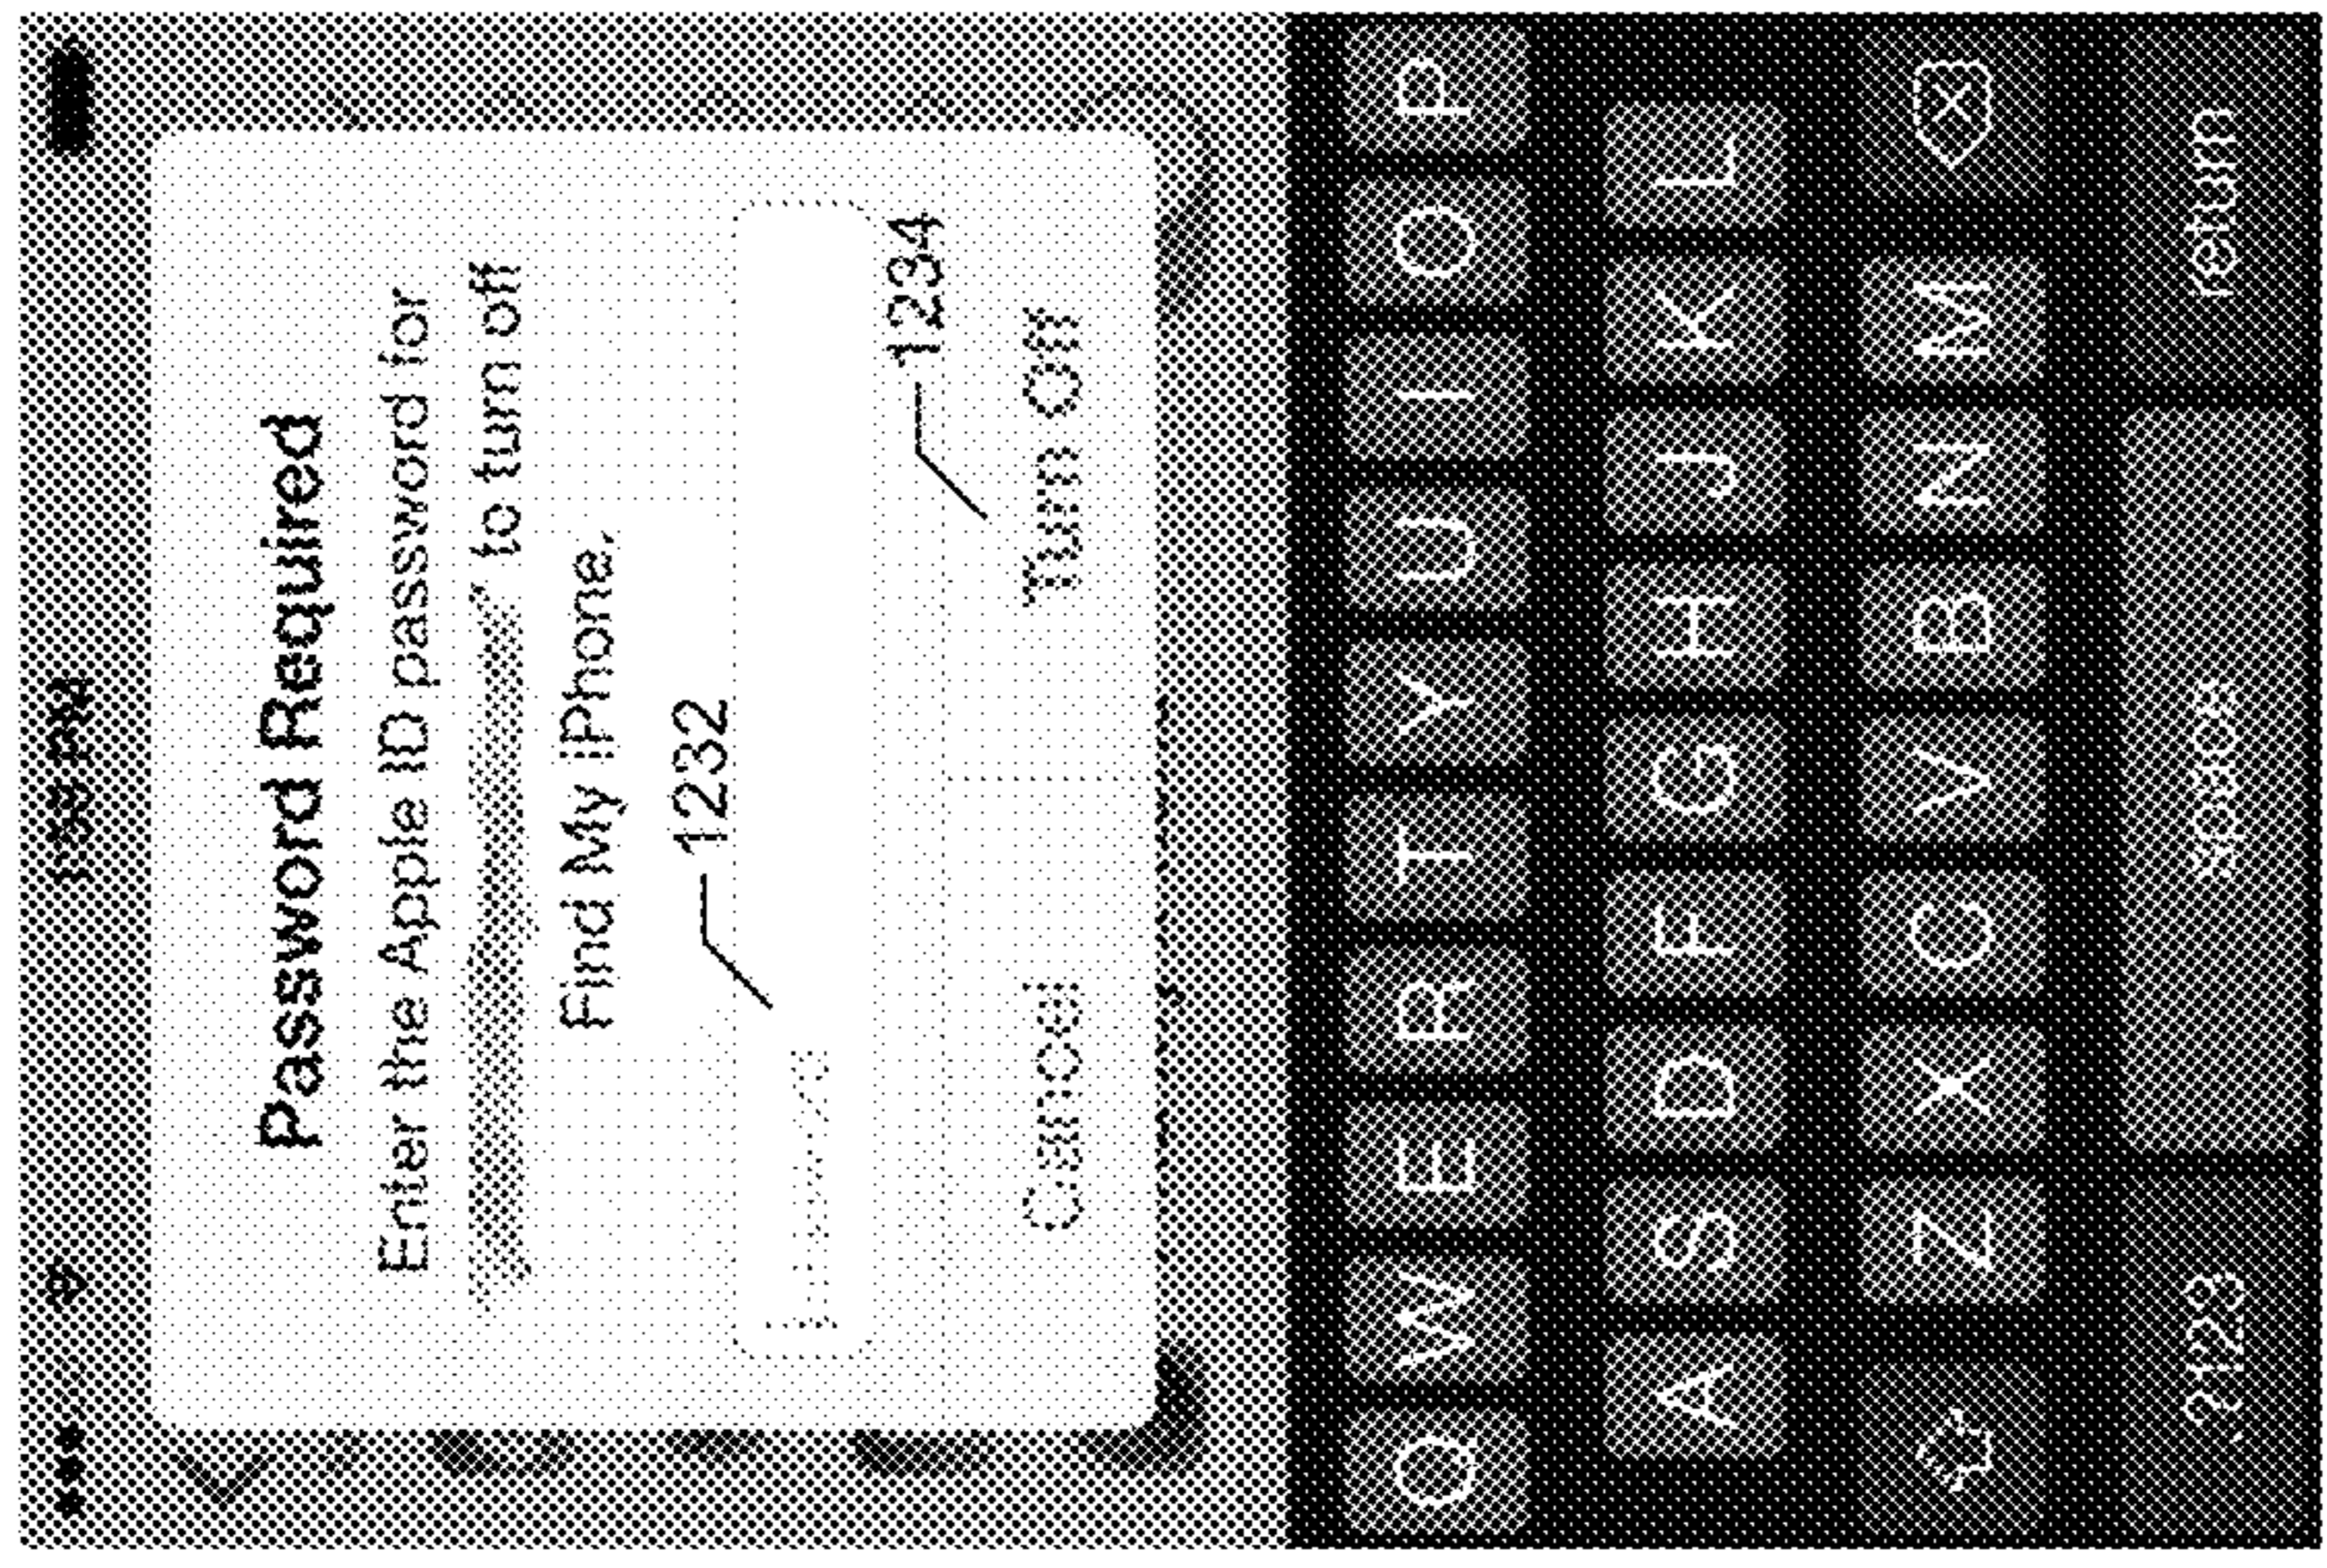 Password Required
Enter the Apple ID password for
" to turn off
Find My iPhone.
1232
1234
Cancel Turn Off
Q W E R T Y U I O P
A S D F G H J K L
Z X C V B N M
.?123 space return